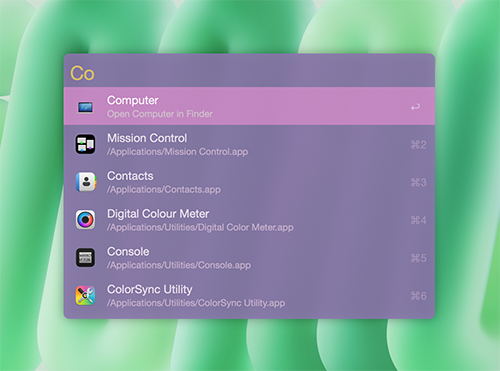 Co
Computer
Open Computer in Finder
Mission Control
/Applications/Mission Control.app
⌘2
Contacts
/Applications/Contacts.app
⌘3
Digital Colour Meter
/Applications/Utilities/Digital Color Meter.app
⌘4
Console
/Applications/Utilities/Console.app
⌘5
ColorSync Utility
/Applications/Utilities/ColorSync Utility.app
⌘6